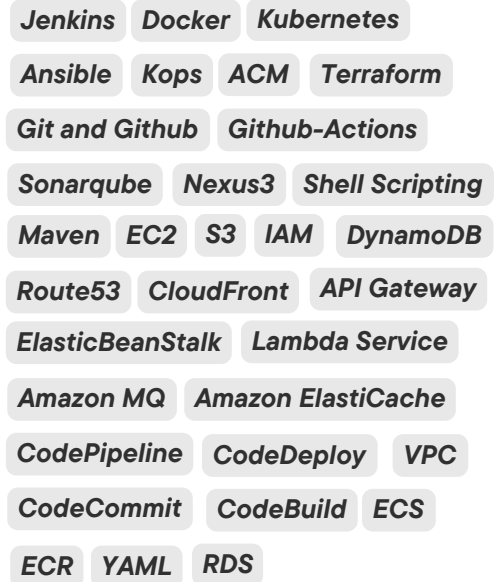 Jenkins Docker Kubernetes
Ansible Kops ACM Terraform
Git and Github Github-Actions
Sonarqube Nexus3 Shell Scripting
Maven EC2 S3 IAM DynamoDB
Route53 CloudFront API Gateway
ElasticBeanStalk Lambda Service
Amazon MQ Amazon ElastiCache
CodePipeline CodeDeploy VPC
CodeCommit CodeBuild ECS
ECR YAML RDS